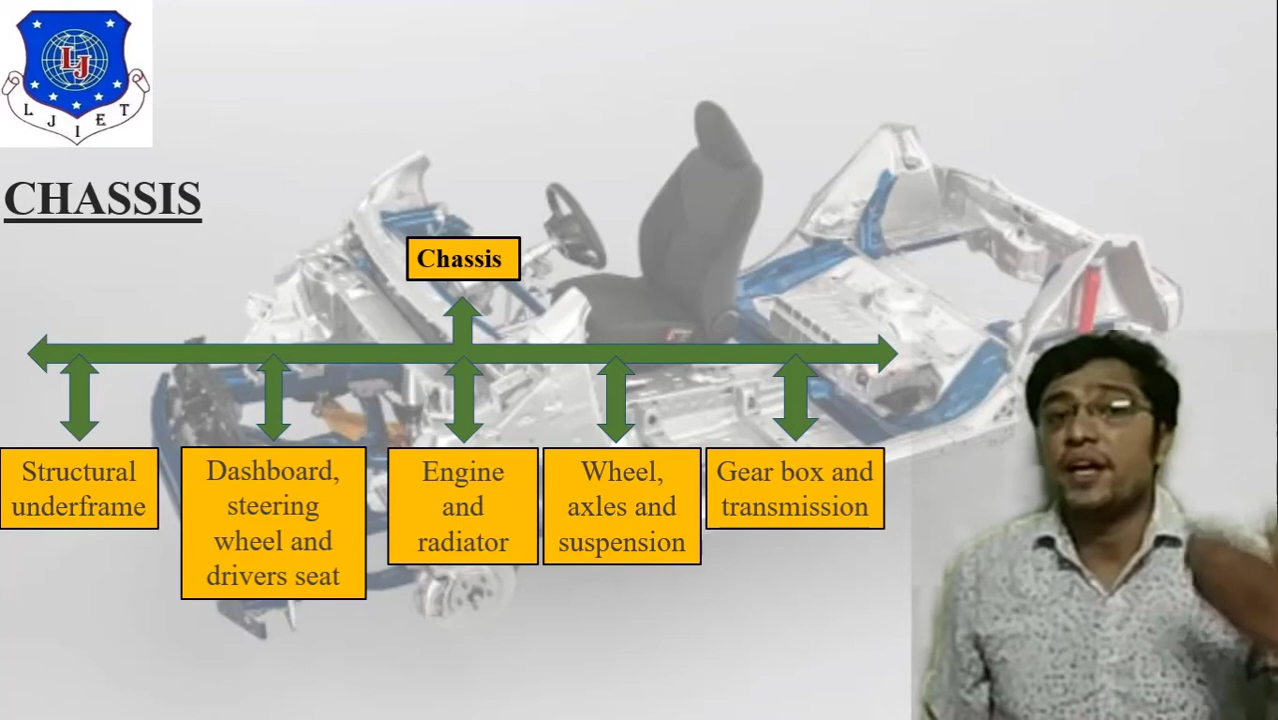 LJ
LJIET
CHASSIS
Chassis
Structural
underframe
Dashboard,
steering
wheel and
drivers seat
Engine
and
radiator
Wheel,
axles and
suspension
Gear box and
transmission